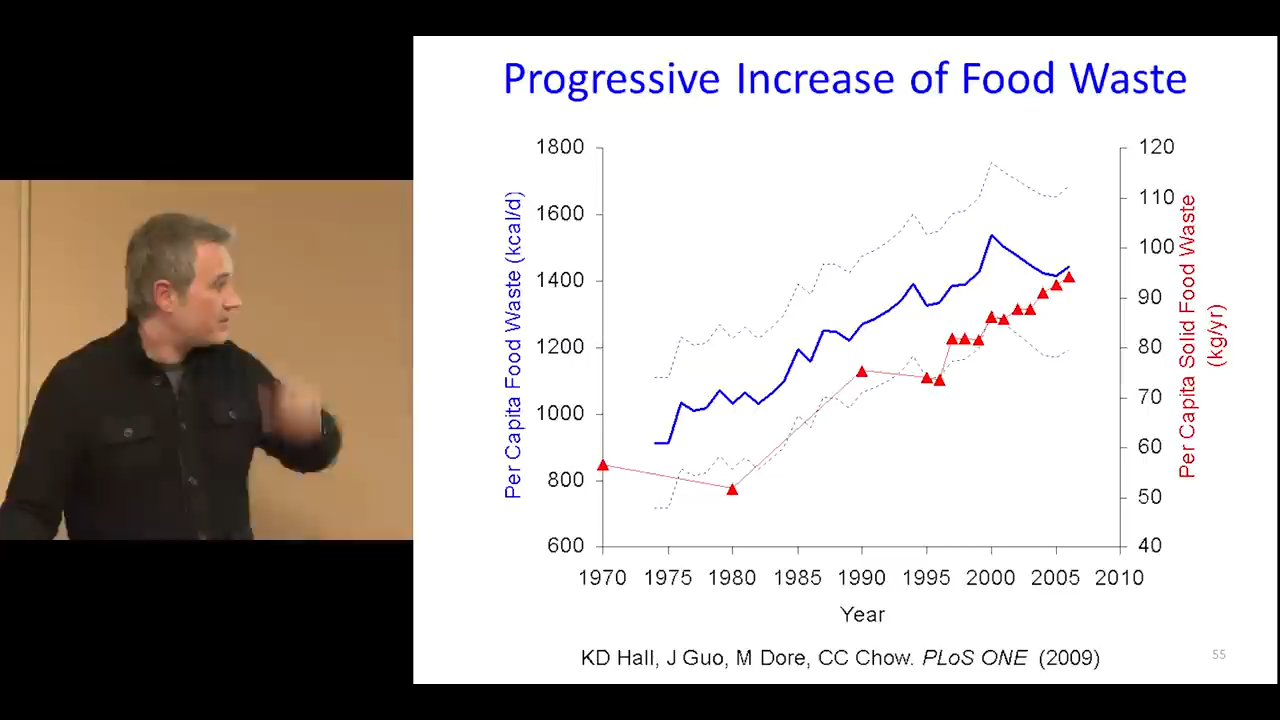 Progressive Increase of Food Waste
1800
1600
1400
1200
1000
800
600
Per Capita Food Waste (kcal/d)
120
110
100
90
80
70
60
50
40
Per Capita Solid Food Waste
(kg/yr)
1970 1975 1980 1985 1990 1995 2000 2005 2010
Year
KD Hall, J Guo, M Dore, CC Chow. PLoS ONE (2009)
55